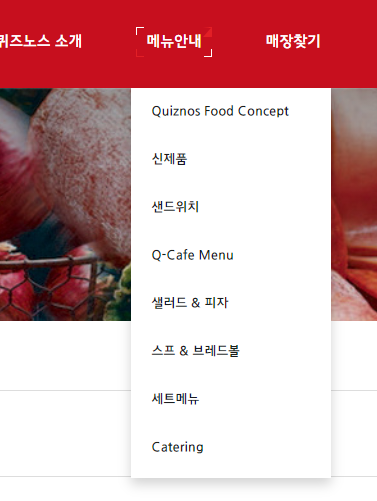 퀴즈노스 소개 메뉴안내 매장찾기
Quiznos Food Concept
신제품
샌드위치
Q-Cafe Menu
샐러드 & 피자
스프 & 브레드볼
세트메뉴
Catering